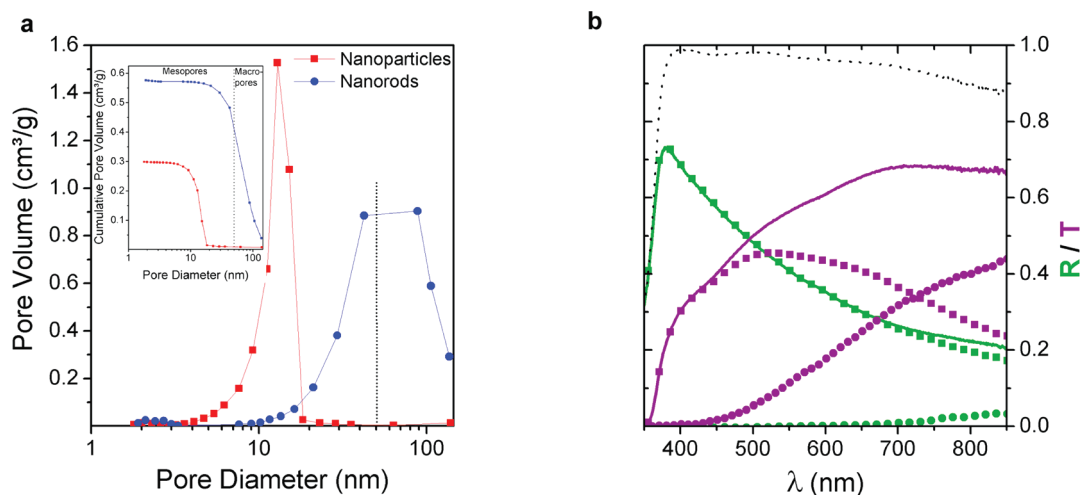 a
Pore Volume (cm³/g)
1.6
1.4
1.2
1.0
0.8
0.6
0.4
0.2
1
10
100
Pore Diameter (nm)
Nanoparticles
Nanorods
Cumulative Pore Volume (cm³/g)
0.6
0.5
0.4
0.3
0.2
0.1
Mesopores
Macro-
pores
1
10
100
Pore Diameter (nm)
b
1.0
0.8
0.6
0.4
0.2
0.0
R / T
400 500 600 700 800
λ (nm)